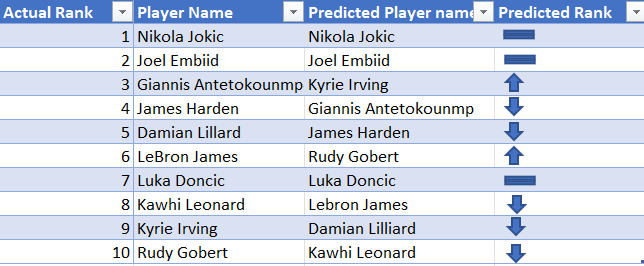 Actual Rank Player Name Predicted Player name Predicted Rank
1 Nikola Jokic Nikola Jokic
2 Joel Embiid Joel Embiid
3 Giannis Antetokounmp Kyrie Irving
4 James Harden Giannis Antetokounmp
5 Damian Lillard James Harden
6 LeBron James Rudy Gobert
7 Luka Doncic Luka Doncic
8 Kawhi Leonard Lebron James
9 Kyrie Irving Damian Lilliard
10 Rudy Gobert Kawhi Leonard